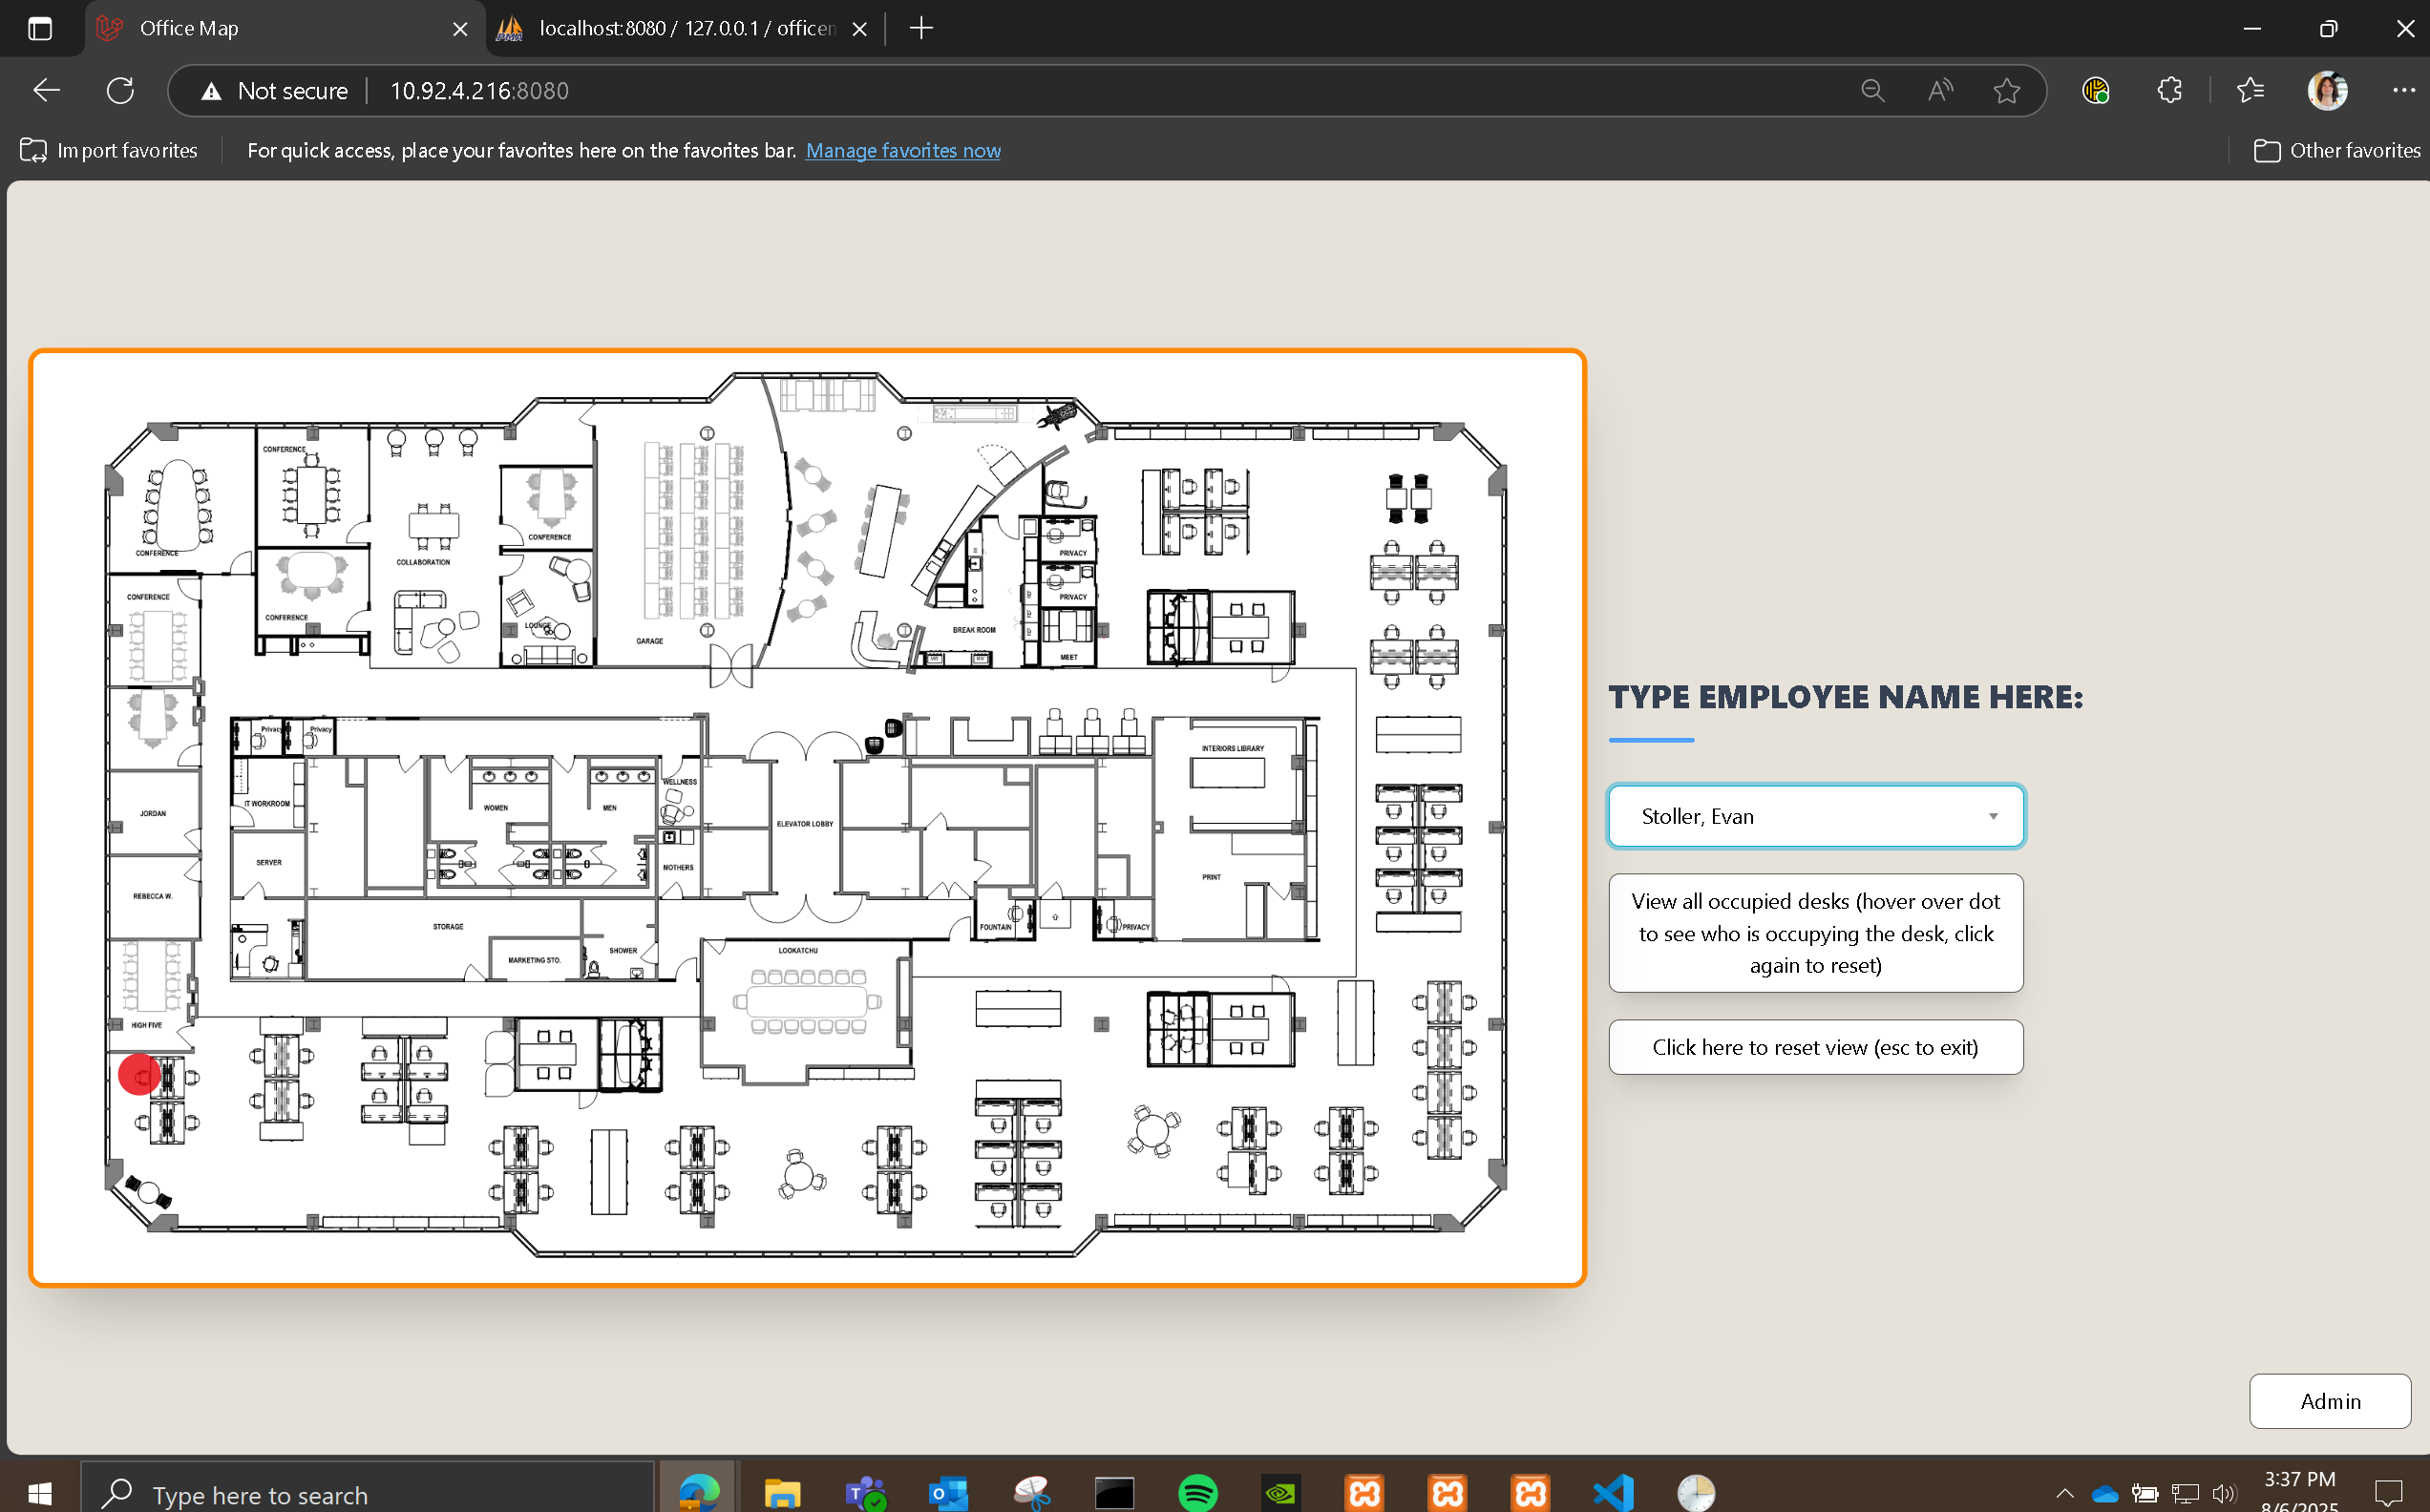 Office Map
localhost:8080 / 127.0.0.1 / officem
Not secure
10.92.4.216:8080
Import favorites
For quick access, place your favorites here on the favorites bar. Manage favorites now
Other favorites
CONFERENCE
CONFERENCE
CONFERENCE
CONFERENCE
COLLABORATION
CONFERENCE
CONFERENCE
LOUNGE
GARAGE
BREAK ROOM
PRIVACY
PRIVACY
MEET
Privacy
Privacy
IT WORKROOM
WOMEN
MEN
WELLNESS
ELEVATOR LOBBY
INTERIORS LIBRARY
JORDAN
SERVER
MOTHERS
PRINT
REBECCA W.
STORAGE
MARKETING STO.
SHOWER
LOOKATCHU
FOUNTAIN
PRIVACY
HIGH FIVE
TYPE EMPLOYEE NAME HERE:
Stoller, Evan
View all occupied desks (hover over dot
to see who is occupying the desk, click
again to reset)
Click here to reset view (esc to exit)
Admin
Type here to search
3:37 PM
8/6/2025